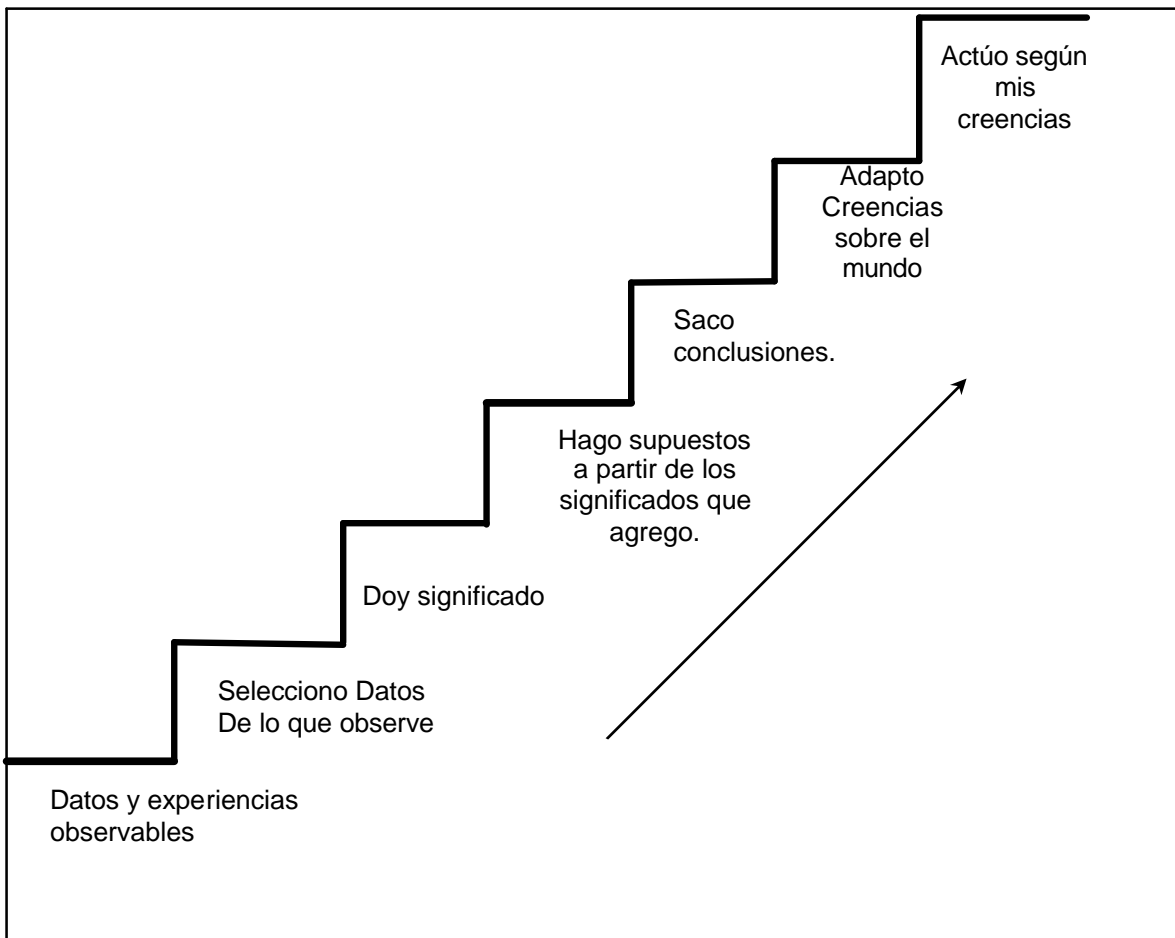 Actúo según
mis
creencias
Adapto
Creencias
sobre el
mundo
Saco
conclusiones.
Hago supuestos
a partir de los
significados que
agrego.
Doy significado
Selecciono Datos
De lo que observe
Datos y experiencias
observables